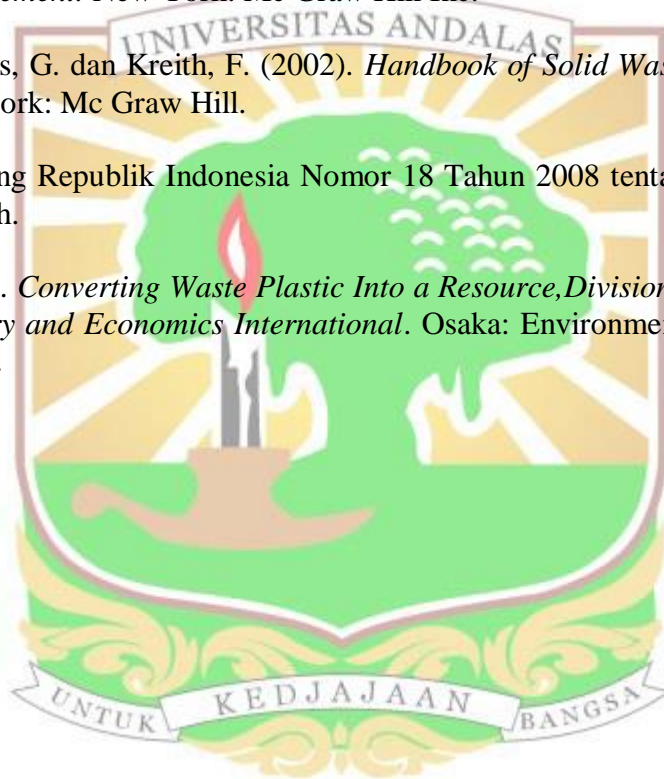 ement. New York: Mc Graw Hill Inc.
UNIVERSITAS ANDALAS
s, G. dan Kreith, F. (2002). Handbook of Solid Was
ork: Mc Graw Hill.
ng Republik Indonesia Nomor 18 Tahun 2008 tenta
h.
. Converting Waste Plastic Into a Resource,Division
ry and Economics International. Osaka: Environmen
.
UNTUK KEDJAJAAN BANGSA